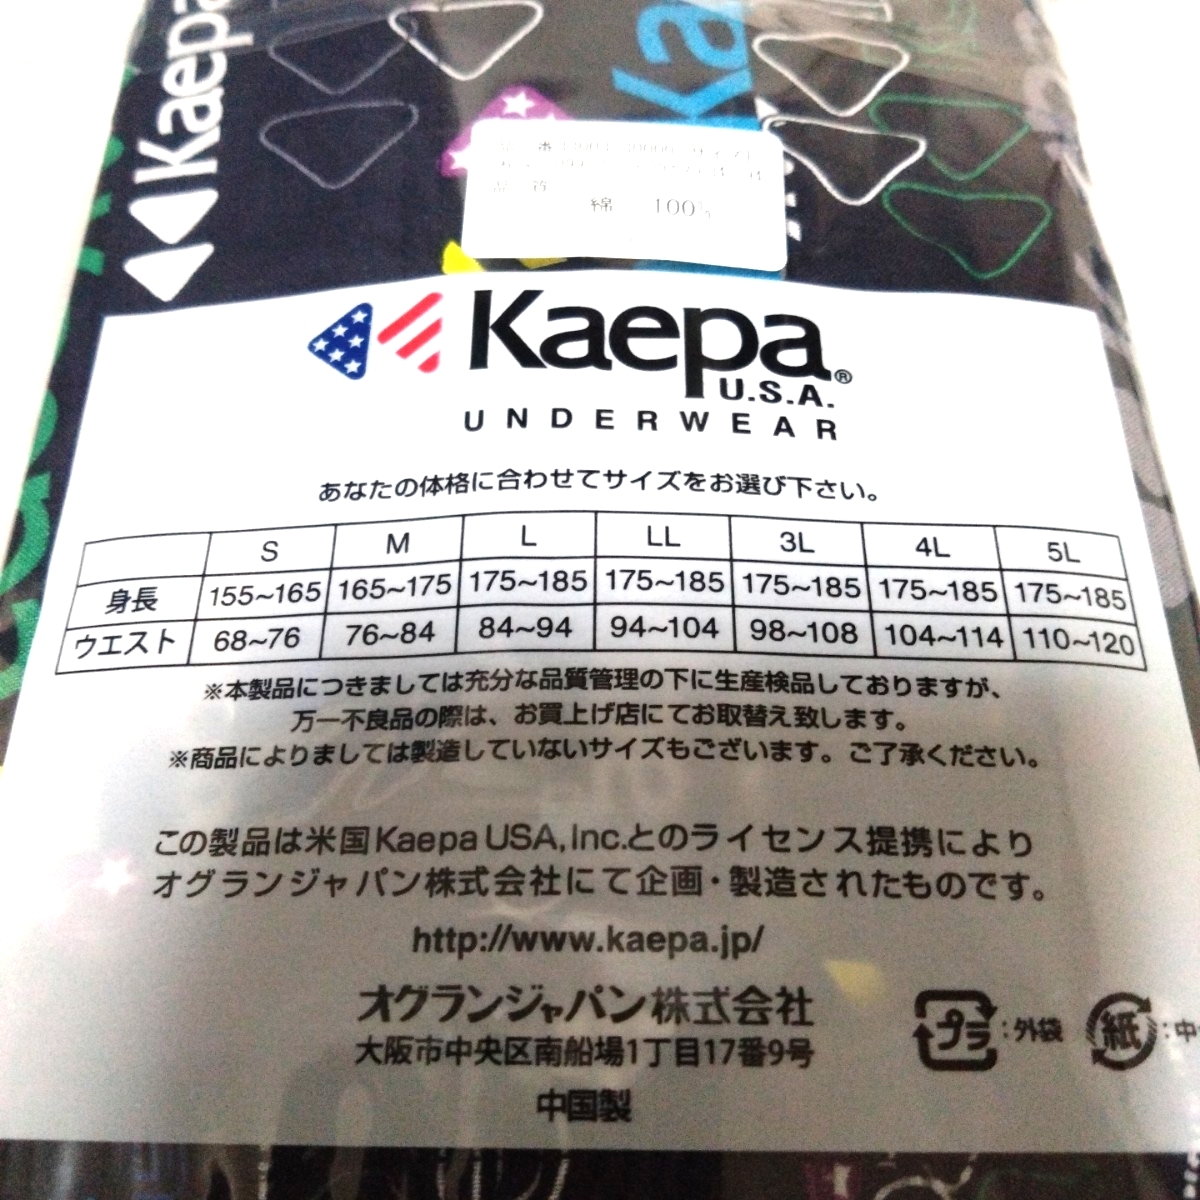 Kaepa
Ka
番
綿 100%
Kaepa®
U.S.A.
UNDERWEAR
あなたの体格に合わせてサイズをお選び下さい。
S M L LL 3L 4L 5L
身長 155~165 165~175 175~185 175~185 175~185 175~185 175~185
ウエスト 68~76 76~84 84~94 94~104 98~108 104~114 110~120
※本製品につきましては充分な品質管理の下に生産検品しておりますが、
万一不良品の際は、お買上げ店にてお取替え致します。
※商品によりましては製造していないサイズもございます。ご了承ください。
この製品は米国Kaepa USA,Inc.とのライセンス提携により
オグランジャパン株式会社にて企画・製造されたものです。
http://www.kaepa.jp/
オグランジャパン株式会社
大阪市中央区南船場1丁目17番9号
プラ:外袋 紙:中
中国製